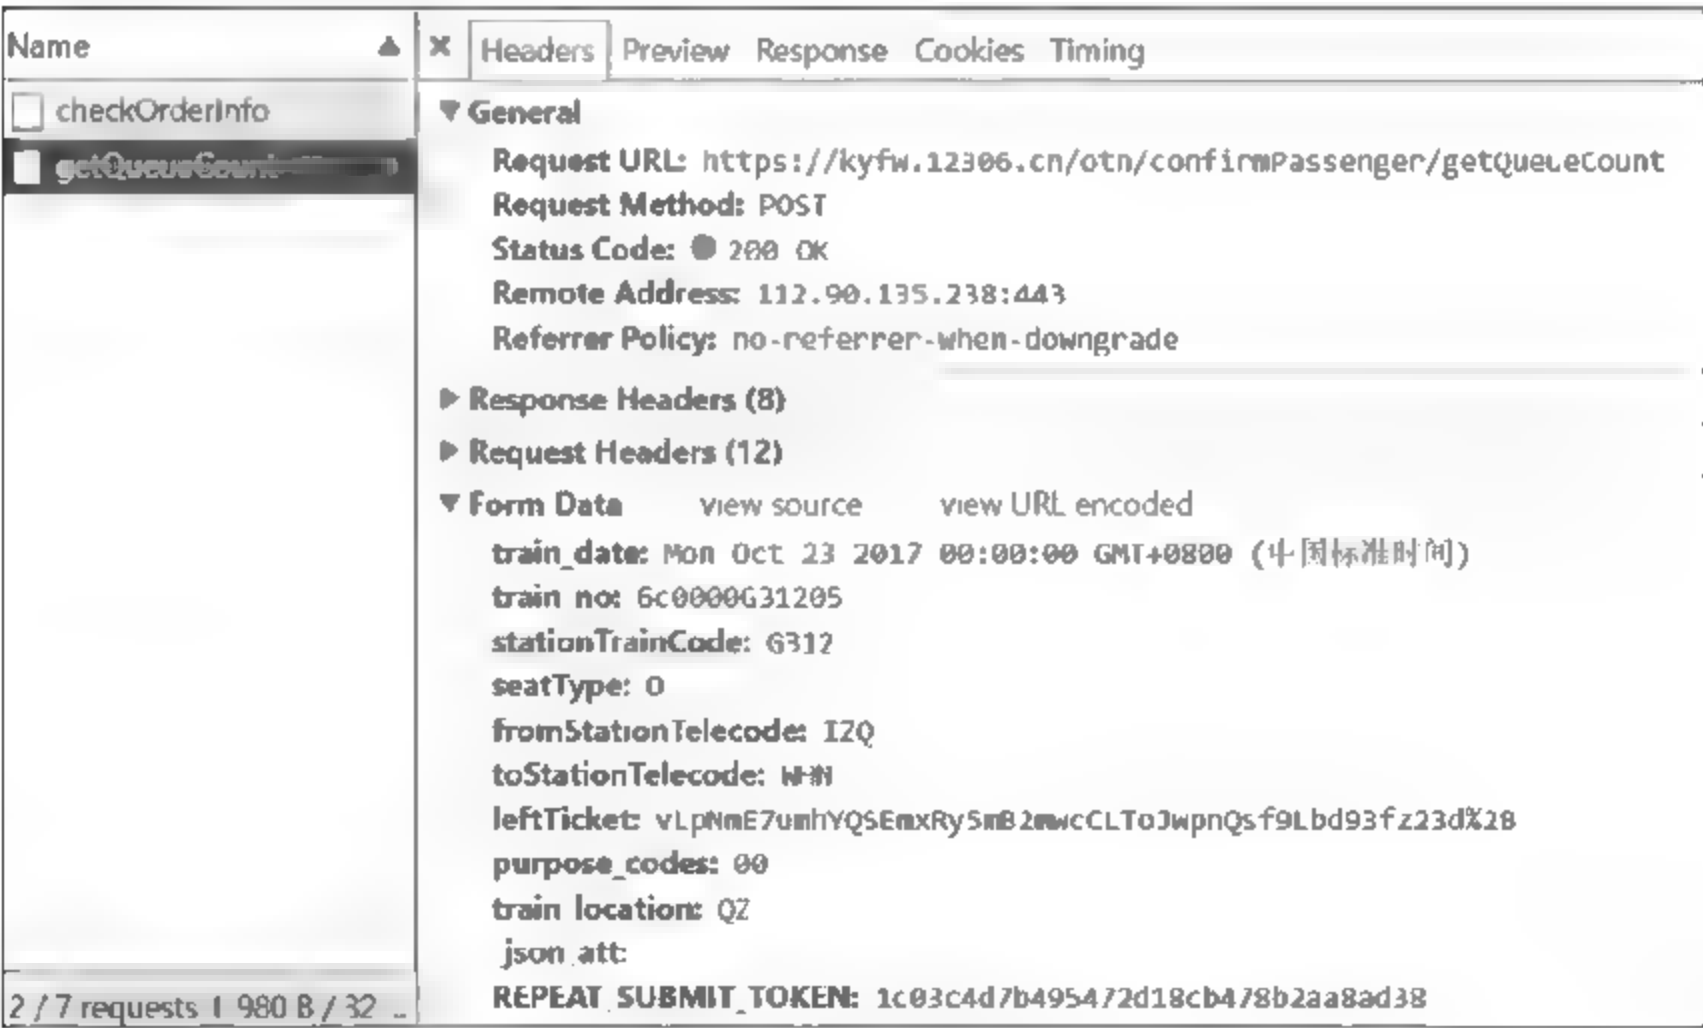 Name
checkOrderInfo
getQueueCount
2 / 7 requests | 980 B / 32 ..
Headers Preview Response Cookies Timing
General
Request URL: https://kyfw.12306.cn/otn/confirmPassenger/getQueueCount
Request Method: POST
Status Code: 200 OK
Remote Address: 112.90.135.238:443
Referrer Policy: no-referrer-when-downgrade
Response Headers (8)
Request Headers (12)
Form Data view source view URL encoded
train_date: Mon Oct 23 2017 00:00:00 GMT+0800 (中国标准时间)
train_no: 6c0000G31205
stationTrainCode: G312
seatType: O
fromStationTelecode: IZQ
toStationTelecode: WHN
leftTicket: vLpNmE7umhYQSEmxRy5mB2mwcCLToJwpnQsf9Lbd93fz23d%2B
purpose_codes: 00
train_location: QZ
_json_att:
REPEAT_SUBMIT_TOKEN: 1c03c4d7b495472d18cb478b2aa8ad38